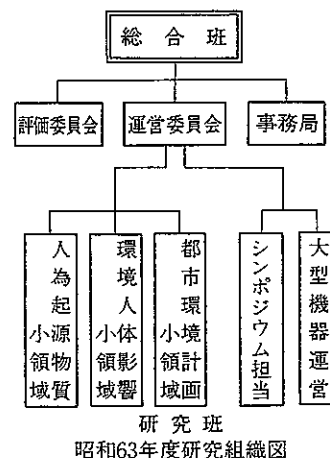 総合班
評価委員会
運営委員会
事務局
人為起源物質
小領域
環境人体影響
小領域
都市環境計画
小領域
シンポジウム担当
大型機器運営
研究班
昭和63年度研究組織図